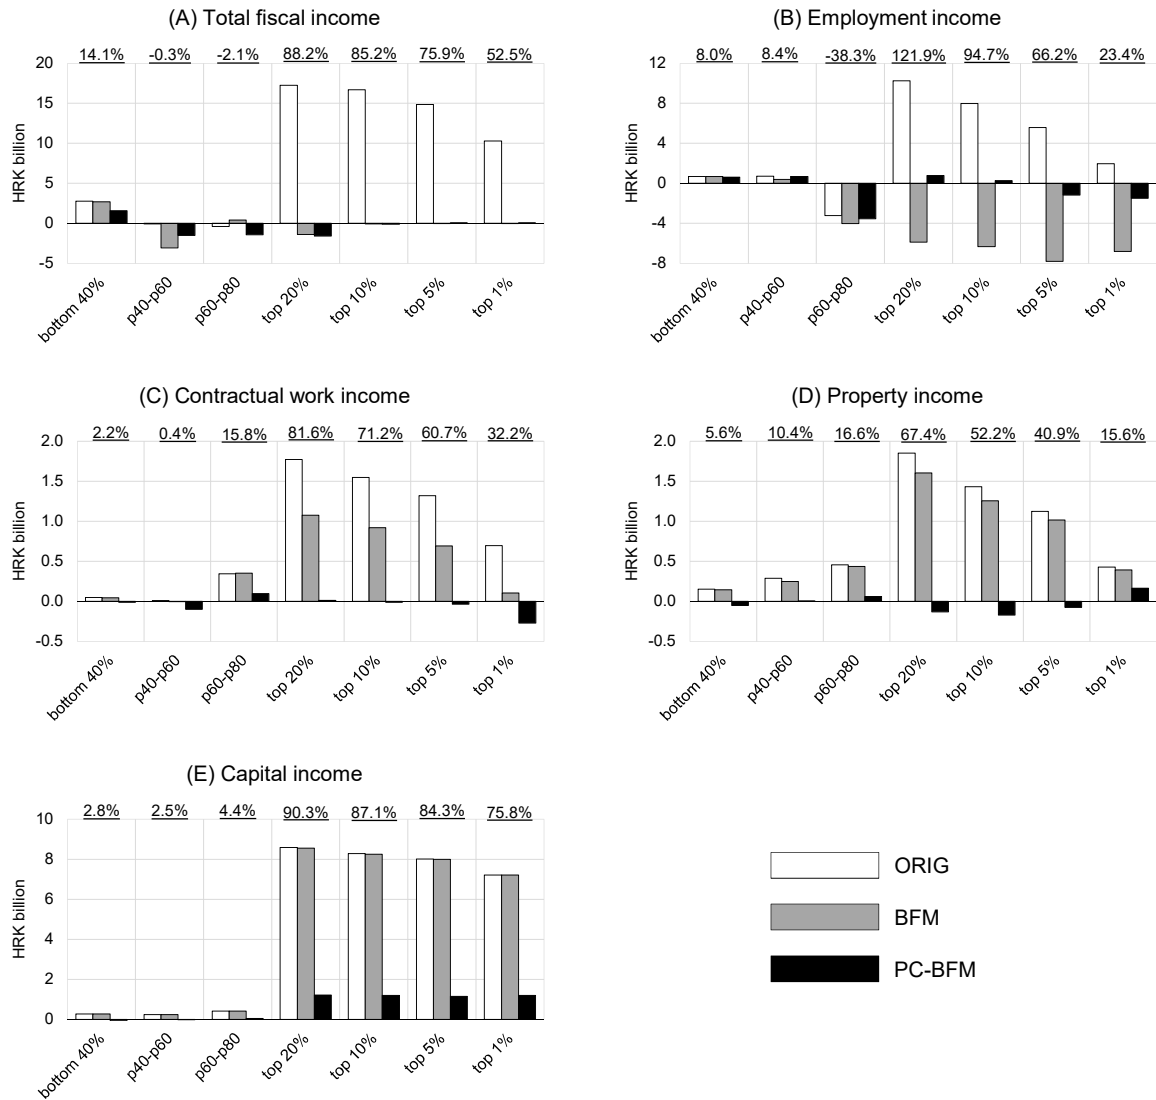 (A) Total fiscal income
14.1% -0.3% -2.1% 88.2% 85.2% 75.9% 52.5%
20
15
10
5
0
-5
HRK billion
bottom 40% p40-p60 p60-p80 top 20% top 10% top 5% top 1%
(B) Employment income
8.0% 8.4% -38.3% 121.9% 94.7% 66.2% 23.4%
12
8
4
0
-4
-8
HRK billion
bottom 40% p40-p60 p60-p80 top 20% top 10% top 5% top 1%
(C) Contractual work income
2.2% 0.4% 15.8% 81.6% 71.2% 60.7% 32.2%
2.0
1.5
1.0
0.5
0.0
-0.5
HRK billion
bottom 40% p40-p60 p60-p80 top 20% top 10% top 5% top 1%
(D) Property income
5.6% 10.4% 16.6% 67.4% 52.2% 40.9% 15.6%
2.0
1.5
1.0
0.5
0.0
-0.5
HRK billion
bottom 40% p40-p60 p60-p80 top 20% top 10% top 5% top 1%
(E) Capital income
2.8% 2.5% 4.4% 90.3% 87.1% 84.3% 75.8%
10
8
6
4
2
0
HRK billion
bottom 40% p40-p60 p60-p80 top 20% top 10% top 5% top 1%
ORIG
BFM
PC-BFM